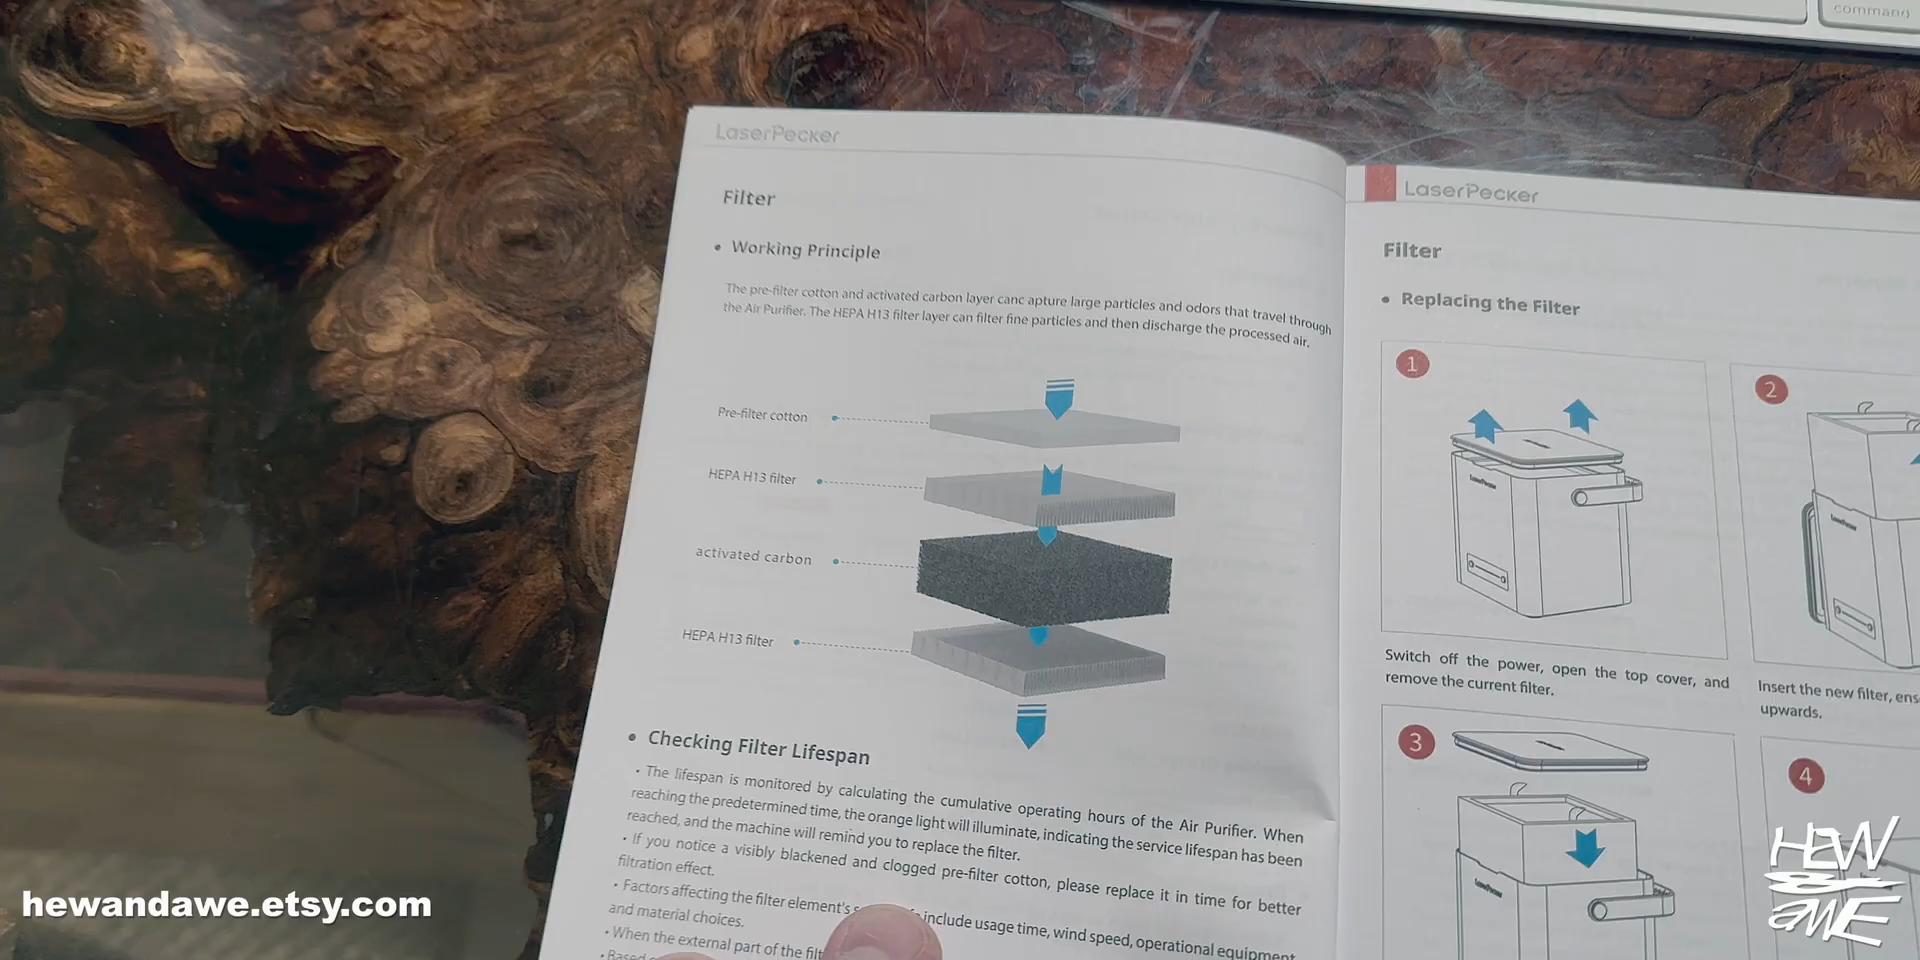 command
LaserPecker
Filter
• Working Principle
The pre-filter cotton and activated carbon layer canc apture large particles and odors that travel through
the Air Purifier. The HEPA H13 filter layer can filter fine particles and then discharge the processed air.
Pre-filter cotton
HEPA H13 filter
activated carbon
HEPA H13 filter
• Checking Filter Lifespan
• The lifespan is monitored by calculating the cumulative operating hours of the Air Purifier. When
reaching the predetermined time, the orange light will illuminate, indicating the service lifespan has been
reached, and the machine will remind you to replace the filter.
• If you notice a visibly blackened and clogged pre-filter cotton, please replace it in time for better
filtration effect.
• Factors affecting the filter element's include usage time, wind speed, operational equipment
and material choices.
• When the external part of the
• Based
LaserPecker
Filter
• Replacing the Filter
1
LaserPecker
Switch off the power, open the top cover, and
remove the current filter.
2
LaserPecker
Insert the new filter,
upwards.
3
LaserPecker
4
hewandawe.etsy.com
HEW
&
AWE